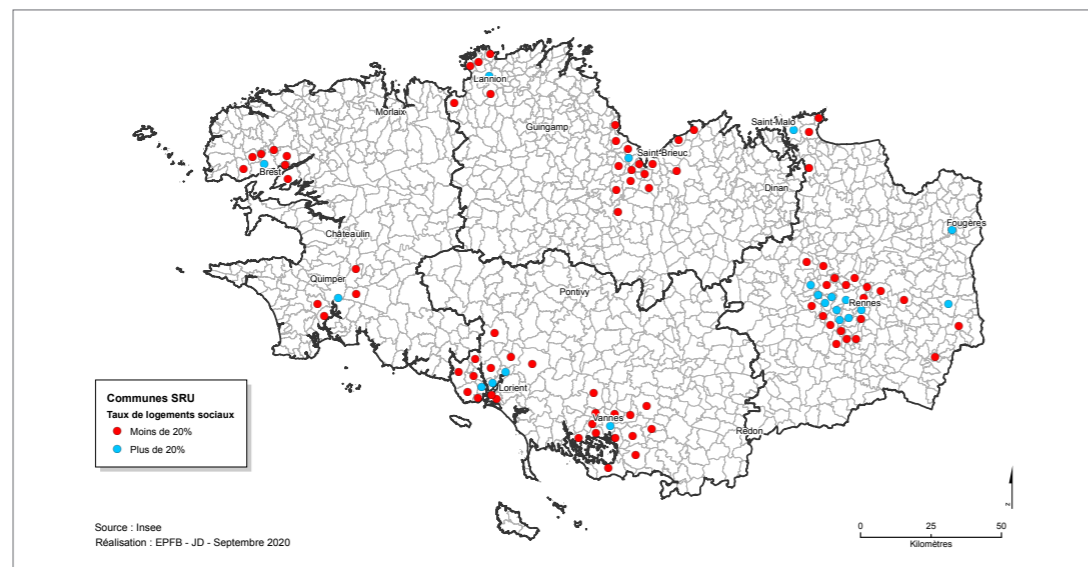 Lannion
Morlaix
Guingamp
Saint-Malo
Saint-Brieuc
Brest
Dinan
Fougères
Châteaulin
Quimper
Pontivy
Rennes
Lorient
Vannes
Redon
Communes SRU
Taux de logements sociaux
Moins de 20%
Plus de 20%
Source : Insee
Réalisation : EPFB - JD - Septembre 2020
N
0 25 50
Kilomètres